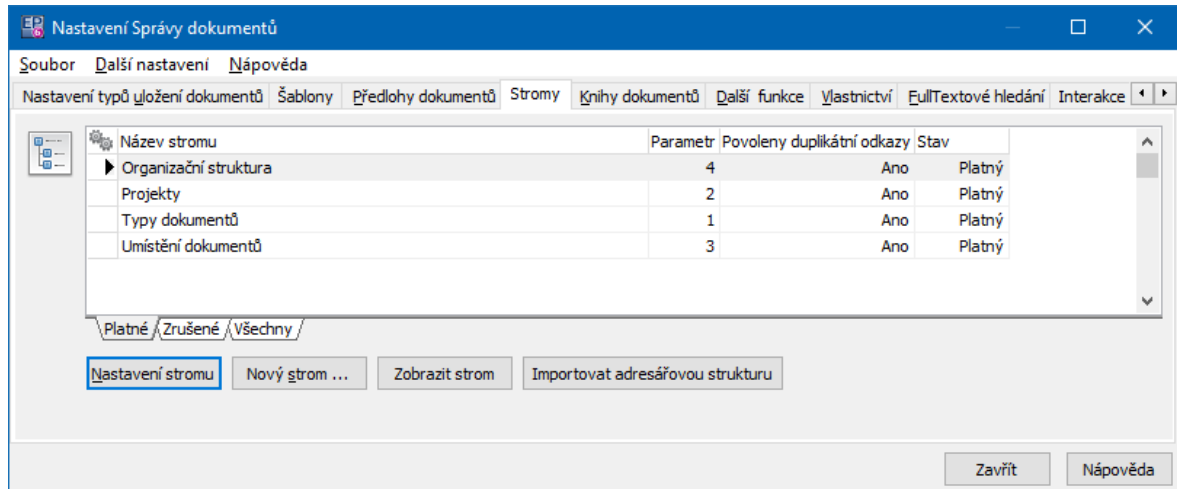 Nastavení Správy dokumentů
Soubor Další nastavení Nápověda
Nastavení typů uložení dokumentů Šablony Předlohy dokumentů Stromy Knihy dokumentů Další funkce Vlastnictví FullTextové hledání Interakce
Název stromu Parametr Povoleny duplikátní odkazy Stav
Organizační struktura 4 Ano Platný
Projekty 2 Ano Platný
Typy dokumentů 1 Ano Platný
Umístění dokumentů 3 Ano Platný
Platné Zrušené Všechny
Nastavení stromu Nový strom ... Zobrazit strom Importovat adresářovou strukturu
Zavřít Nápověda